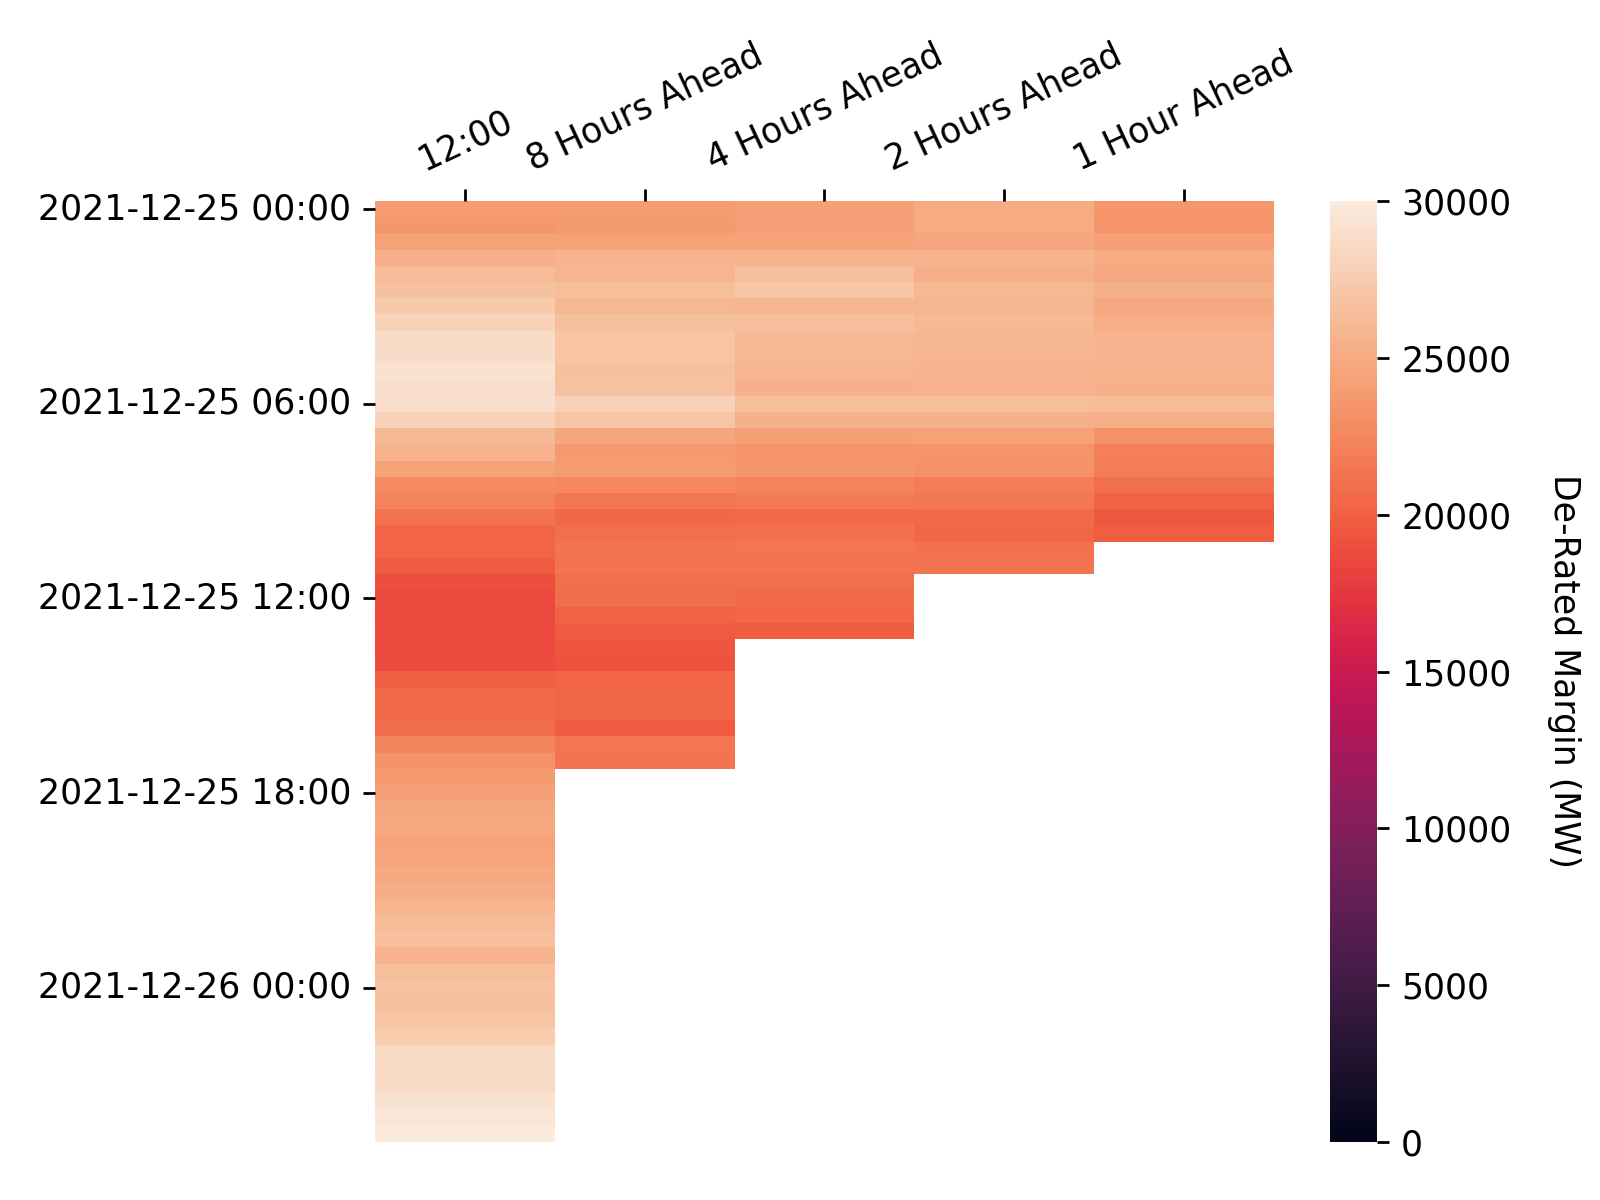 12:00
8 Hours Ahead
4 Hours Ahead
2 Hours Ahead
1 Hour Ahead
2021-12-25 00:00
2021-12-25 06:00
2021-12-25 12:00
2021-12-25 18:00
2021-12-26 00:00
30000
25000
20000
15000
10000
5000
0
De-Rated Margin (MW)